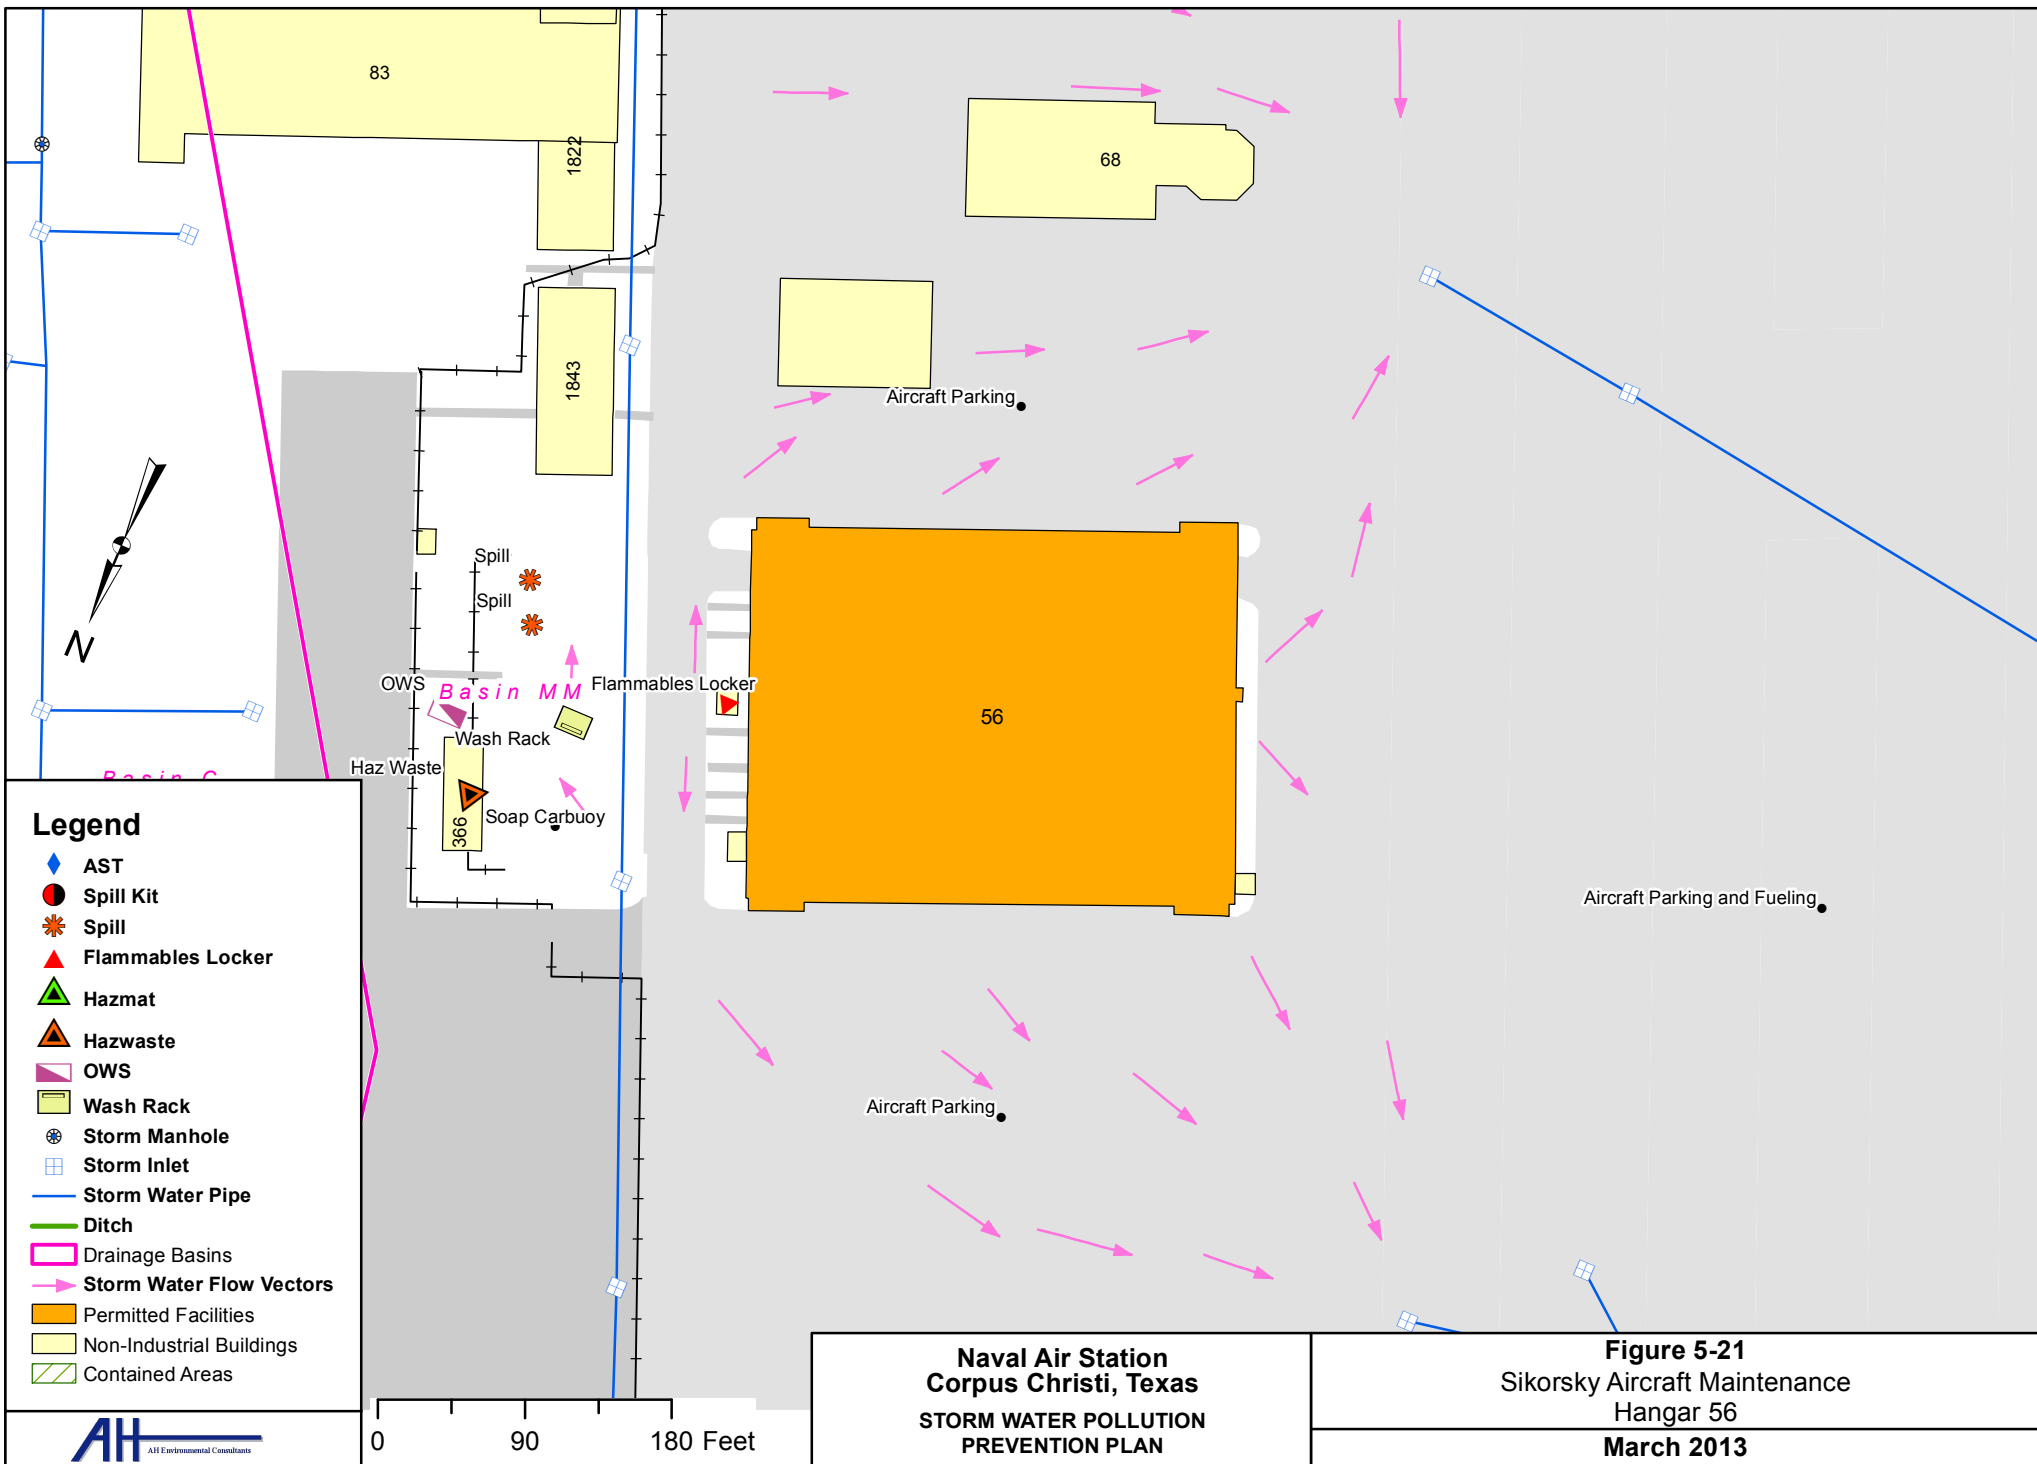 83
1822
68
1843
Aircraft Parking
Spill
Spill
N
OWS
Basin MM
Flammables Locker
56
Wash Rack
Haz Waste
Basin C
Soap Carbuoy
366
Aircraft Parking and Fueling
Aircraft Parking
Legend
AST
Spill Kit
Spill
Flammables Locker
Hazmat
Hazwaste
OWS
Wash Rack
Storm Manhole
Storm Inlet
Storm Water Pipe
Ditch
Drainage Basins
Storm Water Flow Vectors
Permitted Facilities
Non-Industrial Buildings
Contained Areas
AH
AH Environmental Consultants
0 90 180 Feet
Naval Air Station
Corpus Christi, Texas
STORM WATER POLLUTION
PREVENTION PLAN
Figure 5-21
Sikorsky Aircraft Maintenance
Hangar 56
March 2013